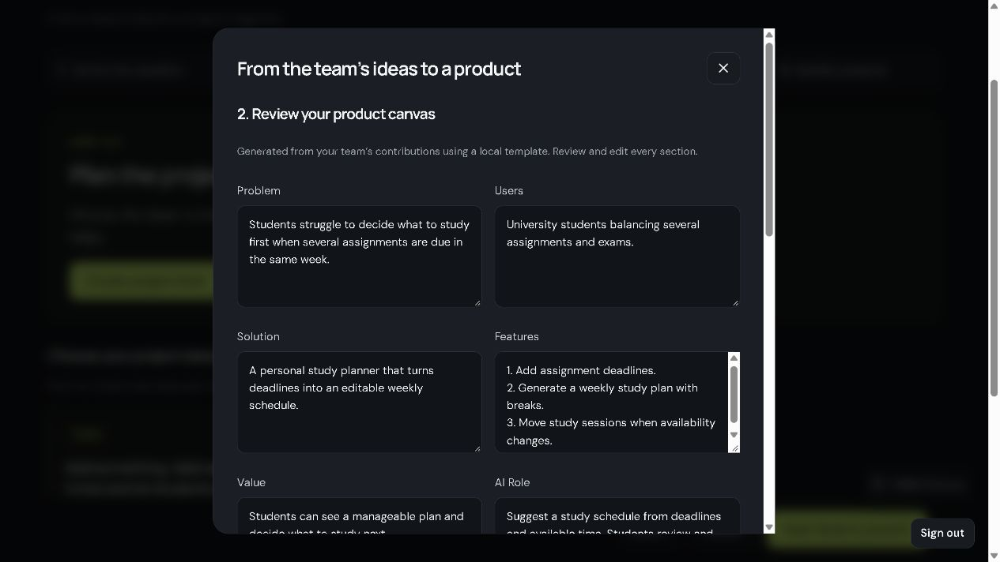 From the team's ideas to a product
2. Review your product canvas
Generated from your team's contributions using a local template. Review and edit every section.
Problem
Students struggle to decide what to study
first when several assignments are due in
the same week.
Users
University students balancing several
assignments and exams.
Solution
A personal study planner that turns
deadlines into an editable weekly
schedule.
Features
1. Add assignment deadlines.
2. Generate a weekly study plan with
breaks.
3. Move study sessions when availability
changes.
Value
Students can see a manageable plan and
decide what to study next
AI Role
Suggest a study schedule from deadlines
and available time. Students review and
Sign out